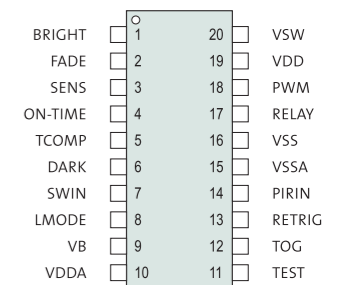 BRIGHT 1 20 VSW
FADE 2 19 VDD
SENS 3 18 PWM
ON-TIME 4 17 RELAY
TCOMP 5 16 VSS
DARK 6 15 VSSA
SWIN 7 14 PIRIN
LMODE 8 13 RETRIG
VB 9 12 TOG
VDDA 10 11 TEST